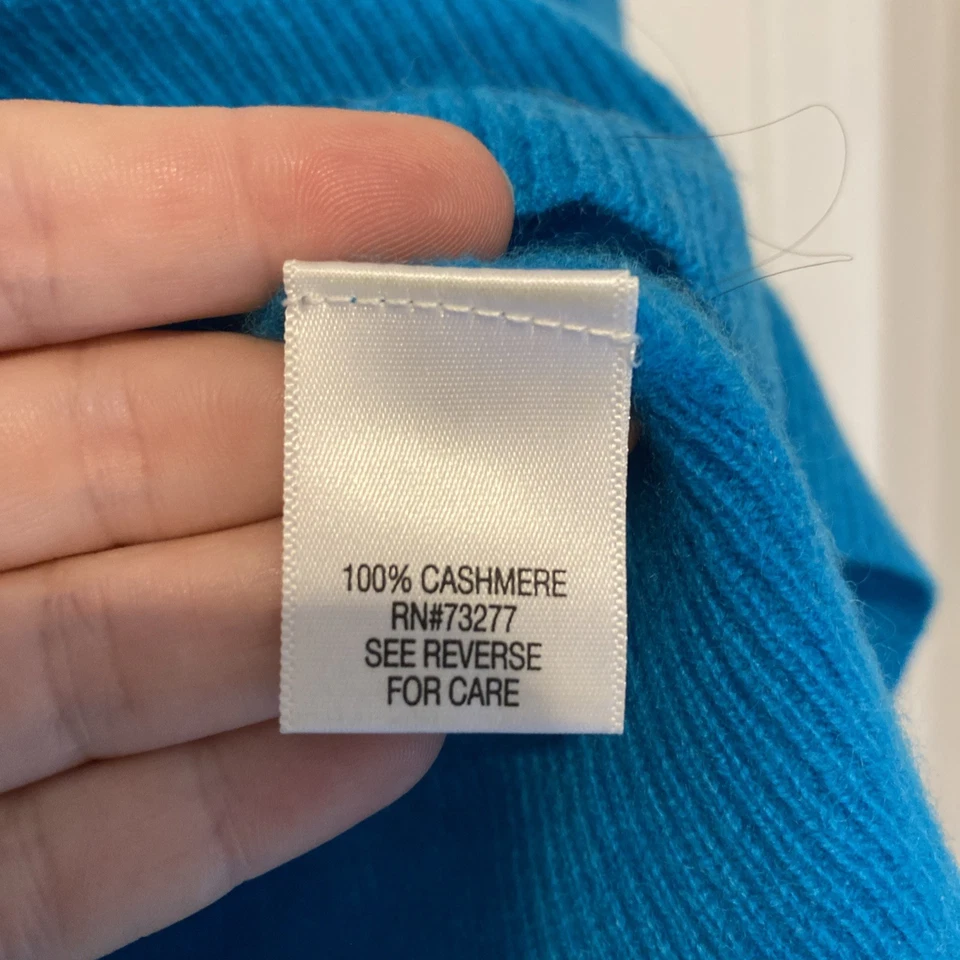 100% CASHMERE
RN#73277
SEE REVERSE
FOR CARE